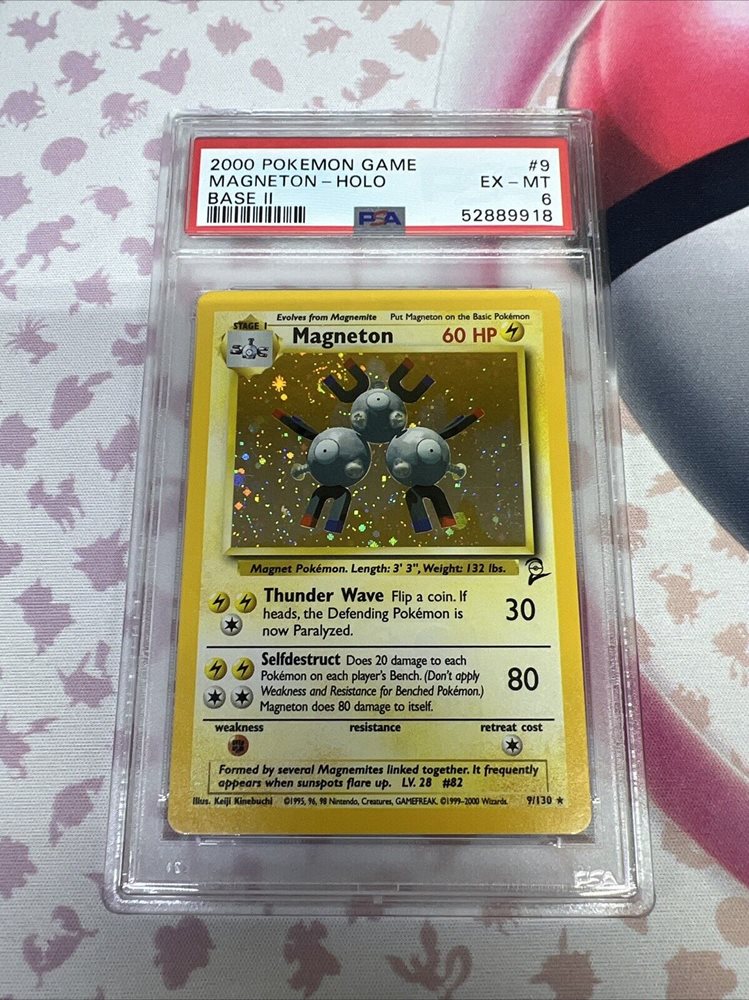 2000 POKEMON GAME #9
MAGNETON - HOLO EX - MT
BASE II 6
PSA 52889918
Evolves from Magnemite Put Magneton on the Basic Pokémon
STAGE 1
Magneton 60 HP
Magnet Pokémon. Length: 3' 3", Weight: 132 lbs.
Thunder Wave Flip a coin. If
heads, the Defending Pokémon is 30
now Paralyzed.
Selfdestruct Does 20 damage to each
Pokémon on each player's Bench. (Don't apply 80
Weakness and Resistance for Benched Pokémon.)
Magneton does 80 damage to itself.
weakness resistance retreat cost
Formed by several Magnemites linked together. It frequently
appears when sunspots flare up. LV. 28 #82
Illus. Keiji Kinebuchi ©1995, 96, 98 Nintendo, Creatures, GAMEFREAK. ©1999-2000 Wizards. 9/130 ★